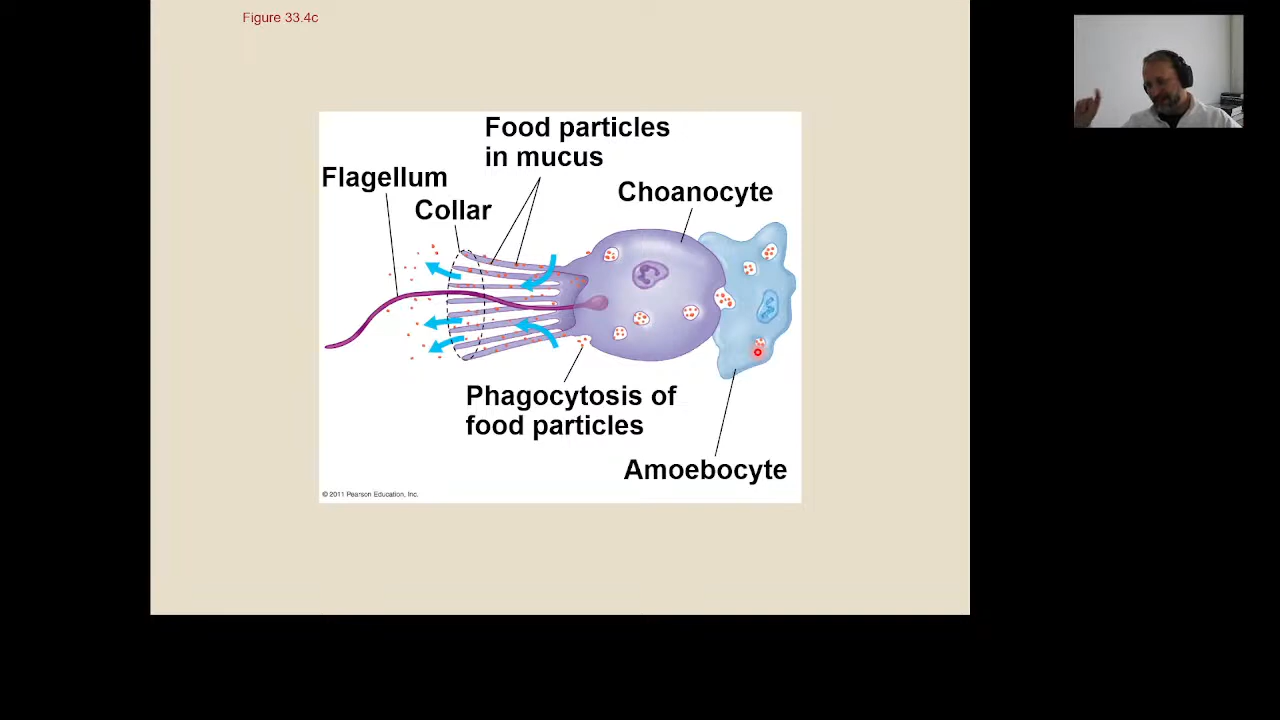 Figure 33.4c
Food particles
in mucus
Flagellum
Choanocyte
Collar
Phagocytosis of
food particles
Amoebocyte
© 2011 Pearson Education, Inc.